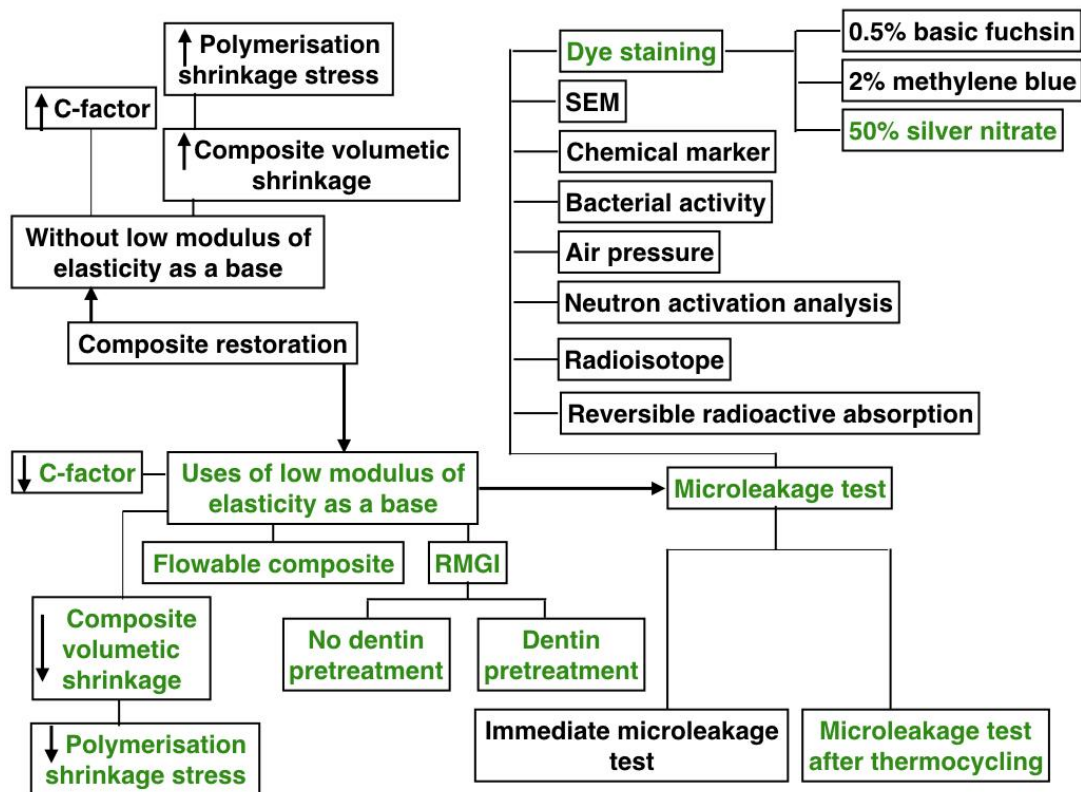 Polymerisation
shrinkage stress
C-factor
Composite volumetic
shrinkage
Without low modulus of
elasticity as a base
Composite restoration
Dye staining
0.5% basic fuchsin
2% methylene blue
50% silver nitrate
SEM
Chemical marker
Bacterial activity
Air pressure
Neutron activation analysis
Radioisotope
Reversible radioactive absorption
C-factor
Uses of low modulus of
elasticity as a base
Microleakage test
Flowable composite
RMGI
Composite
volumetic
shrinkage
No dentin
pretreatment
Dentin
pretreatment
Polymerisation
shrinkage stress
Immediate microleakage
test
Microleakage test
after thermocycling